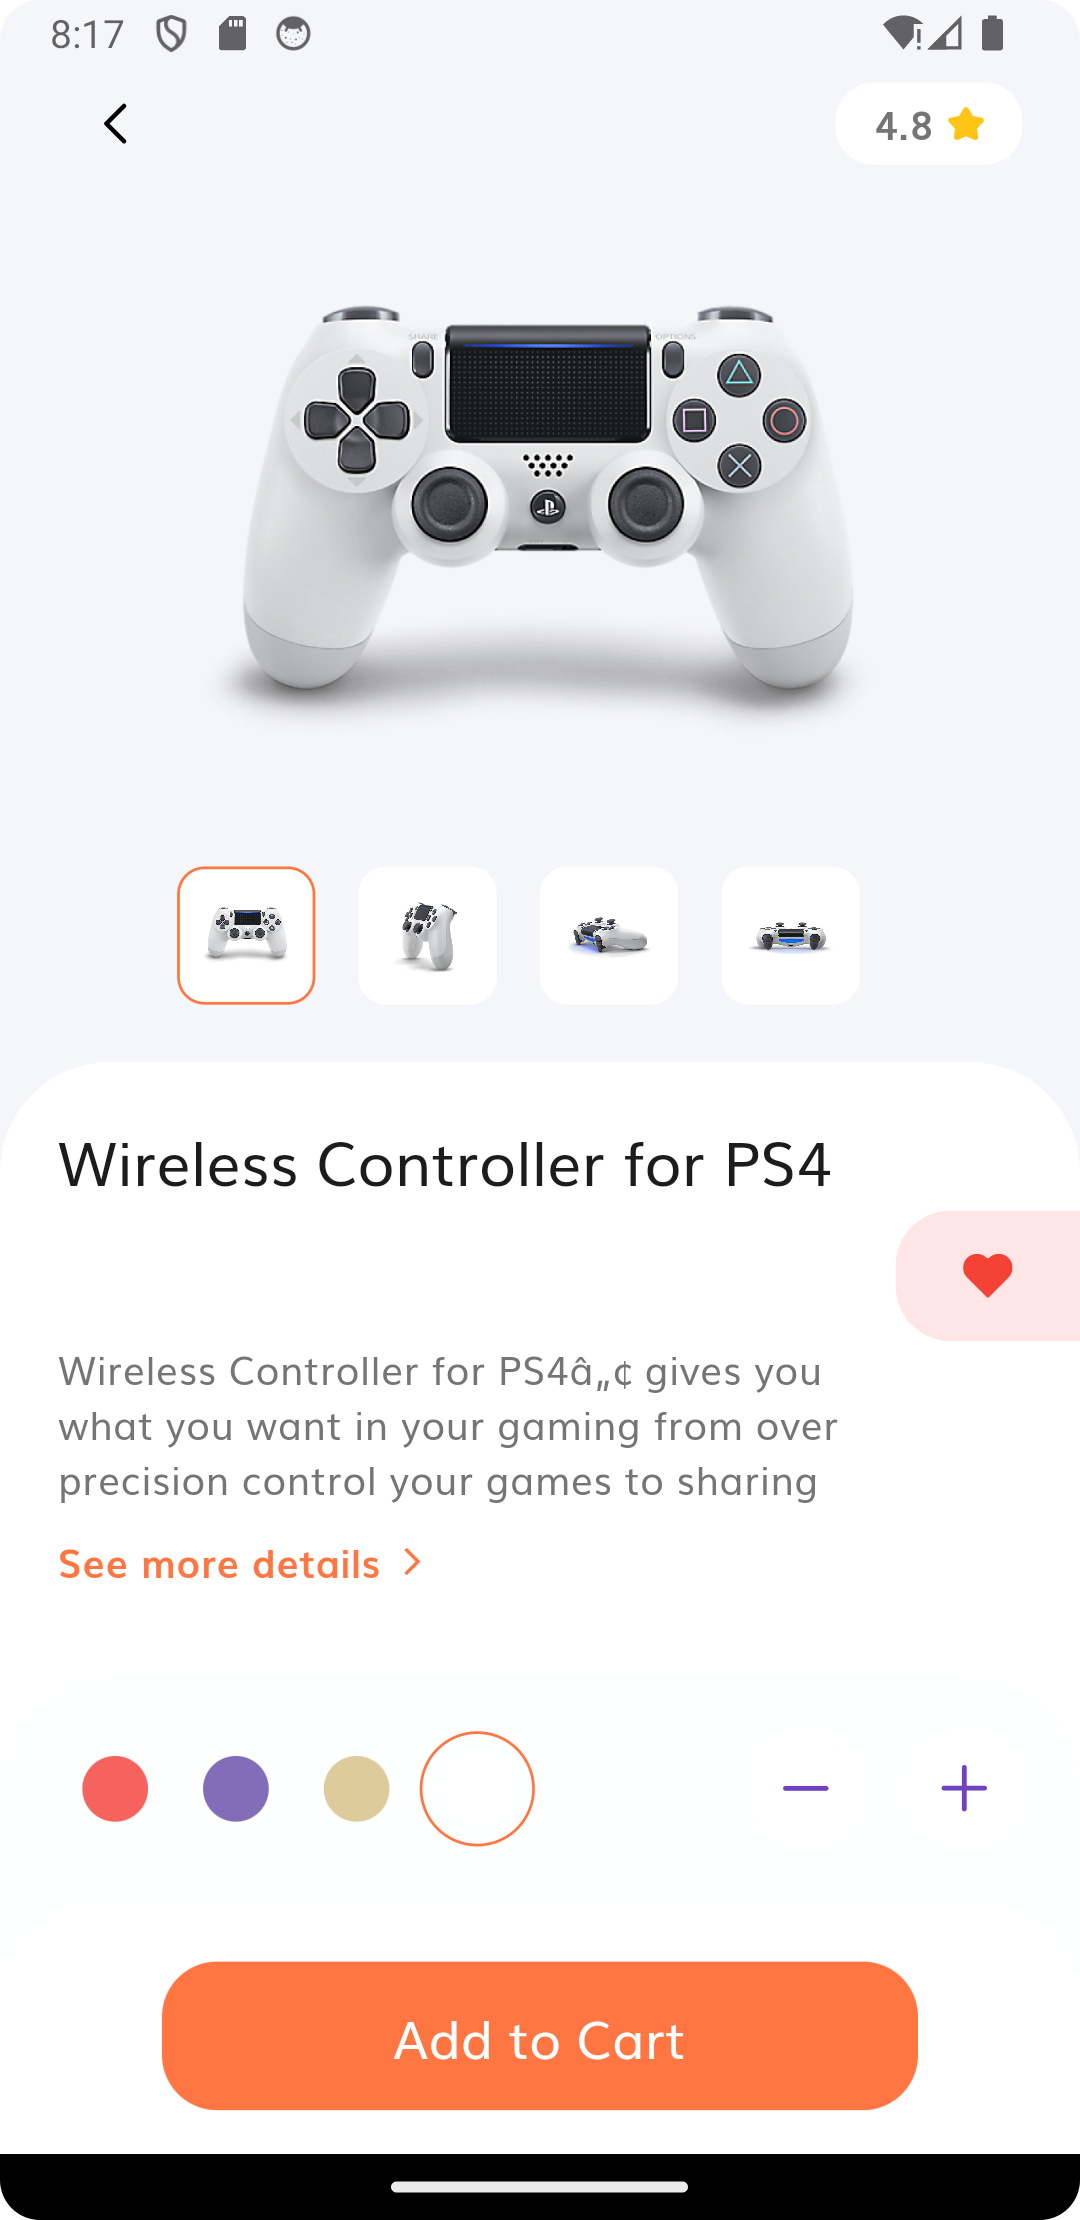 8:17
4.8
SHARE
OPTIONS
Wireless Controller for PS4
Wireless Controller for PS4â„¢ gives you
what you want in your gaming from over
precision control your games to sharing
See more details
Add to Cart